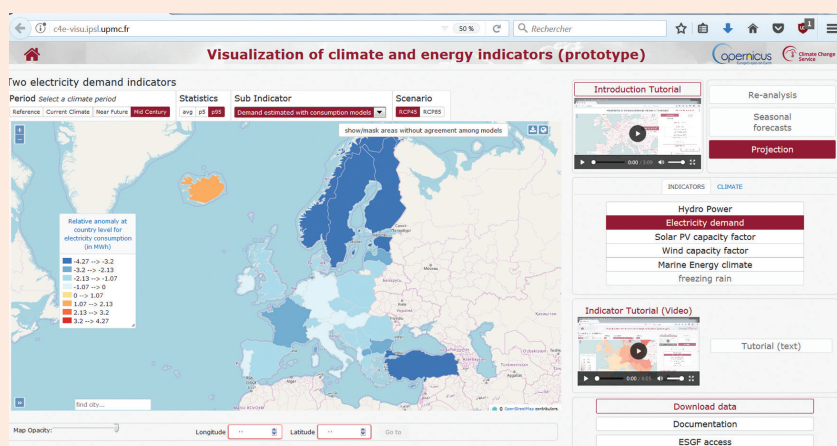 c4e-visu.ipsl.upmc.fr
50 %
Rechercher
Visualization of climate and energy indicators (prototype)
opernicus
Climate Change
Service
Two electricity demand indicators
Period Select a climate period
Reference Current Climate Near Future Mid Century
Statistics
avg p5 p95
Sub Indicator
Demand estimated with consumption models
Scenario
RCP45 RCP85
show/mask areas without agreement among models
Relative anomaly at
country level for
electricity consumption
(in MWh)
-4.27 --> -3.2
-3.2 --> -2.13
-2.13 --> -1.07
-1.07 --> 0
0 --> 1.07
1.07 --> 2.13
2.13 --> 3.2
3.2 --> 4.27
find city...
© OpenStreetMap contributors.
Map Opacity:
Longitude
Latitude
Go to
Introduction Tutorial
0:00
Re-analysis
Seasonal
forecasts
Projection
INDICATORS CLIMATE
Hydro Power
Electricity demand
Solar PV capacity factor
Wind capacity factor
Marine Energy climate
freezing rain
Indicator Tutorial (Video)
0:00
Tutorial (text)
Download data
Documentation
ESGF access